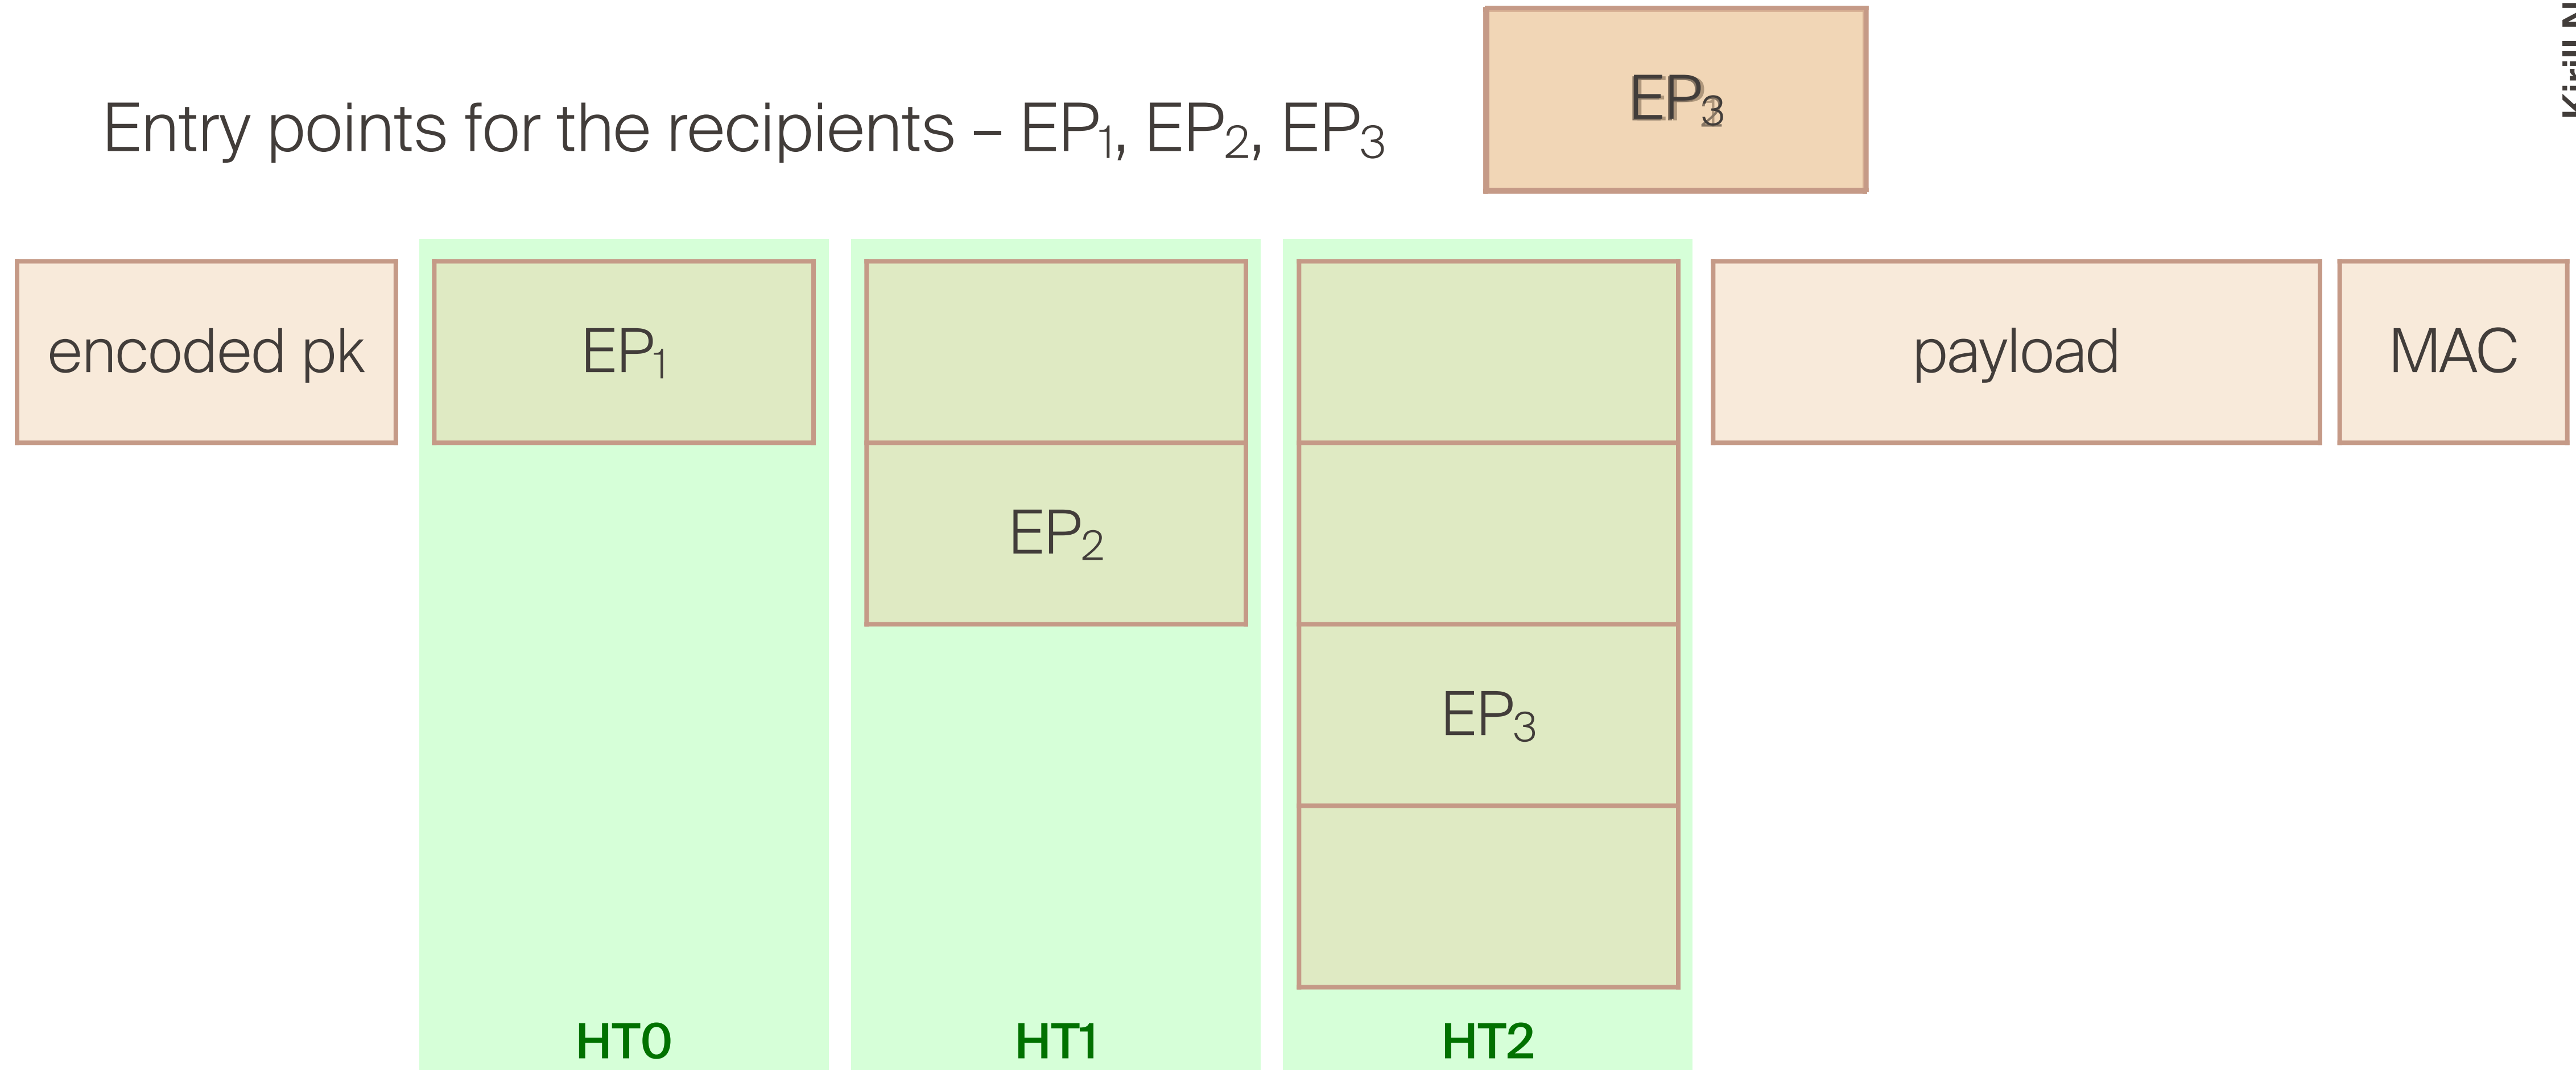 Entry points for the recipients – EP₁, EP₂, EP₃
EP₃
encoded pk
EP₁
payload
MAC
EP₂
EP₃
HT0
HT1
HT2
Kirill